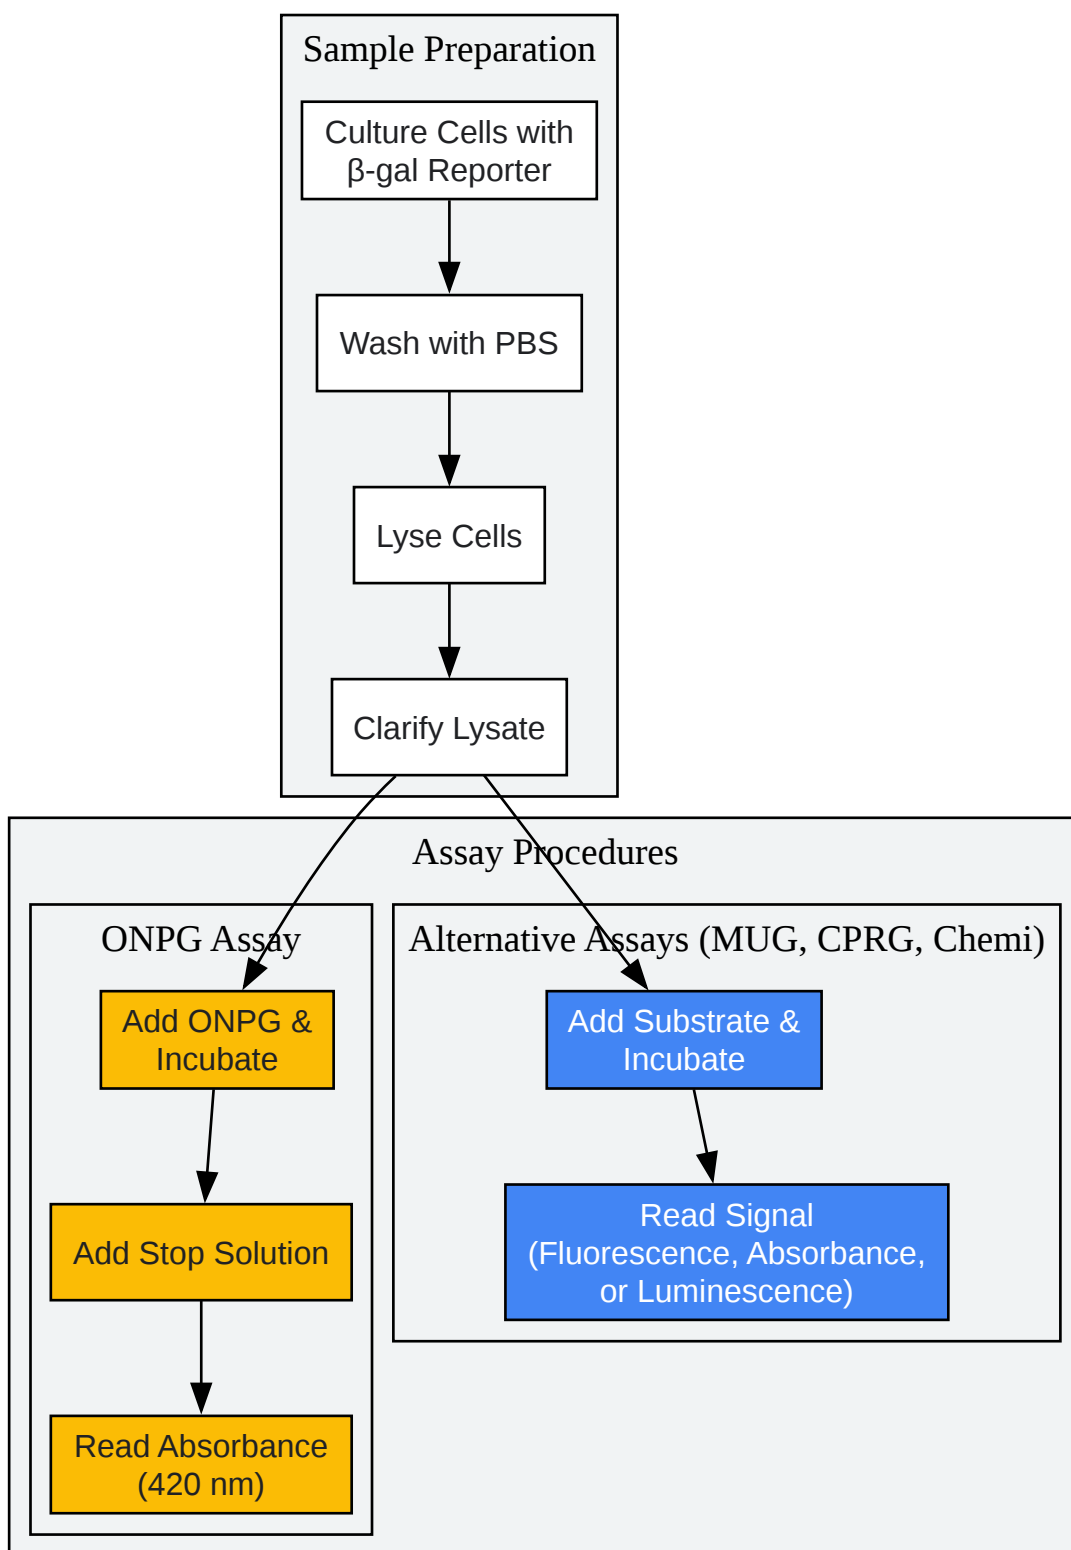 Sample Preparation
Culture Cells with
β-gal Reporter
Wash with PBS
Lyse Cells
Clarify Lysate
Assay Procedures
ONPG Assay
Add ONPG &
Incubate
Add Stop Solution
Read Absorbance
(420 nm)
Alternative Assays (MUG, CPRG, Chemi)
Add Substrate &
Incubate
Read Signal
(Fluorescence, Absorbance,
or Luminescence)